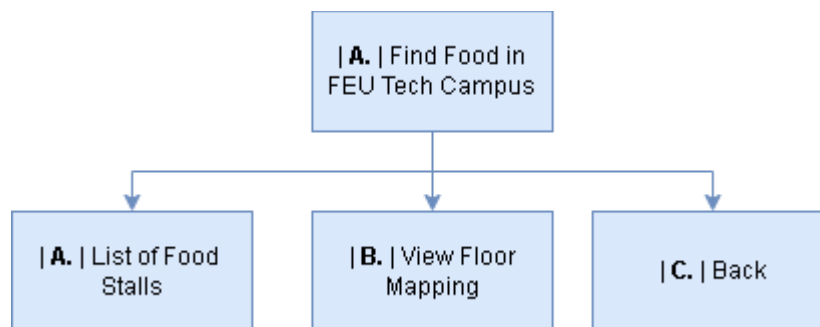 | A. | Find Food in
FEU Tech Campus
| A. | List of Food
Stalls
| B. | View Floor
Mapping
| C. | Back